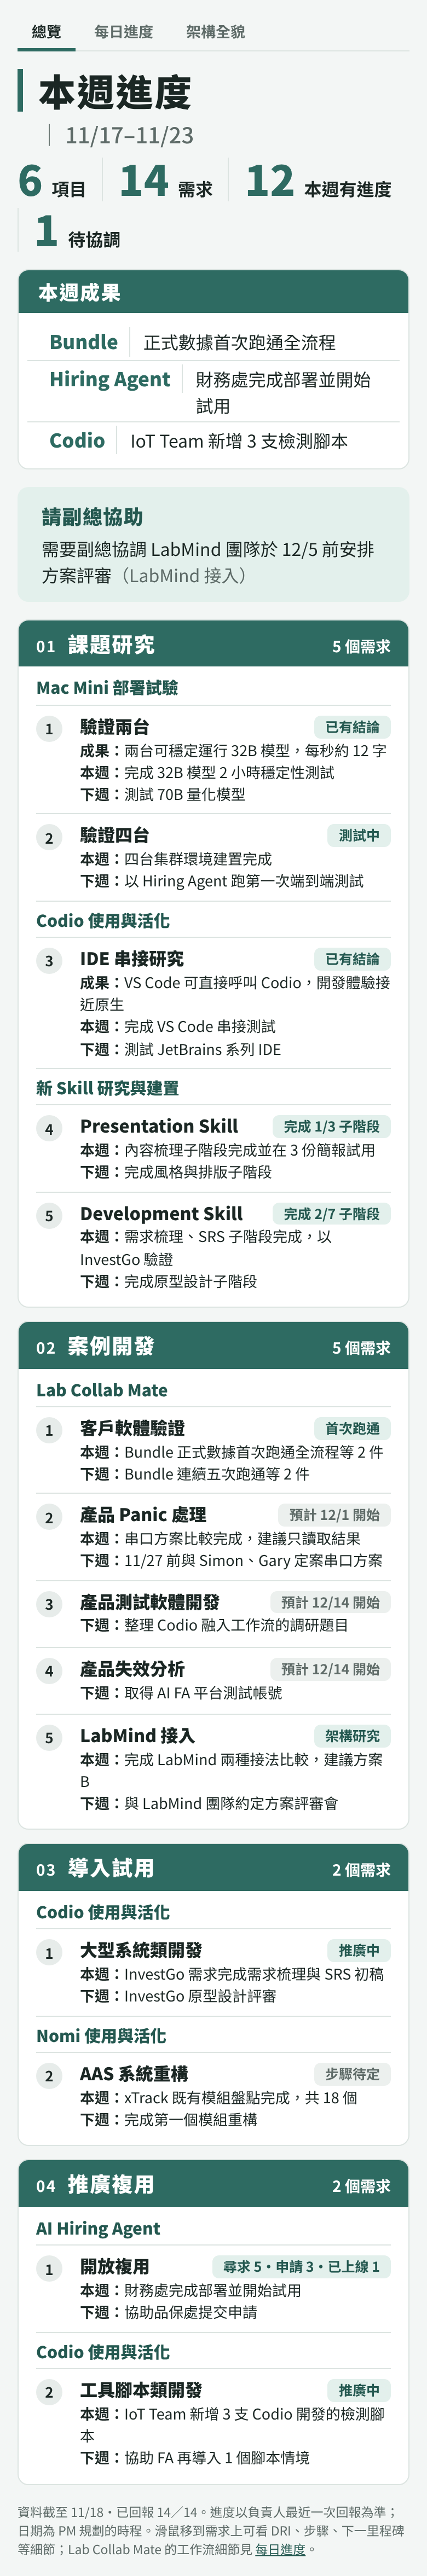 總覽 每日進度 架構全貌
本週進度
11/17–11/23
6 項目 14 需求 12 本週有進度
1 待協調
本週成果
Bundle 正式數據首次跑通全流程
Hiring Agent 財務處完成部署並開始
試用
Codio IoT Team 新增 3 支檢測腳本
請副總協助
需要副總協調 LabMind 團隊於 12/5 前安排
方案評審（LabMind 接入）
01 課題研究 5 個需求
Mac Mini 部署試驗
1 驗證兩台 已有結論
成果：兩台可穩定運行 32B 模型，每秒約 12 字
本週：完成 32B 模型 2 小時穩定性測試
下週：測試 70B 量化模型
2 驗證四台 測試中
本週：四台集群環境建置完成
下週：以 Hiring Agent 跑第一次端到端測試
Codio 使用與活化
3 IDE 串接研究 已有結論
成果：VS Code 可直接呼叫 Codio，開發體驗接
近原生
本週：完成 VS Code 串接測試
下週：測試 JetBrains 系列 IDE
新 Skill 研究與建置
4 Presentation Skill 完成 1/3 子階段
本週：內容梳理子階段完成並在 3 份簡報試用
下週：完成風格與排版子階段
5 Development Skill 完成 2/7 子階段
本週：需求梳理、SRS 子階段完成，以
InvestGo 驗證
下週：完成原型設計子階段
02 案例開發 5 個需求
Lab Collab Mate
1 客戶軟體驗證 首次跑通
本週：Bundle 正式數據首次跑通全流程等 2 件
下週：Bundle 連續五次跑通等 2 件
2 產品 Panic 處理 預計 12/1 開始
本週：串口方案比較完成，建議只讀取結果
下週：11/27 前與 Simon、Gary 定案串口方案
3 產品測試軟體開發 預計 12/14 開始
下週：整理 Codio 融入工作流的調研題目
4 產品失效分析 預計 12/14 開始
下週：取得 AI FA 平台測試帳號
5 LabMind 接入 架構研究
本週：完成 LabMind 兩種接法比較，建議方案
B
下週：與 LabMind 團隊約定方案評審會
03 導入試用 2 個需求
Codio 使用與活化
1 大型系統類開發 推廣中
本週：InvestGo 需求完成需求梳理與 SRS 初稿
下週：InvestGo 原型設計評審
Nomi 使用與活化
2 AAS 系統重構 步驟待定
本週：xTrack 既有模組盤點完成，共 18 個
下週：完成第一個模組重構
04 推廣複用 2 個需求
AI Hiring Agent
1 開放複用 尋求 5・申請 3・已上線 1
本週：財務處完成部署並開始試用
下週：協助品保處提交申請
Codio 使用與活化
2 工具腳本類開發 推廣中
本週：IoT Team 新增 3 支 Codio 開發的檢測腳
本
下週：協助 FA 再導入 1 個腳本情境
資料截至 11/18・已回報 14／14。進度以負責人最近一次回報為準；
日期為 PM 規劃的時程。滑鼠移到需求上可看 DRI、步驟、下一里程碑
等細節；Lab Collab Mate 的工作流細節見 每日進度。